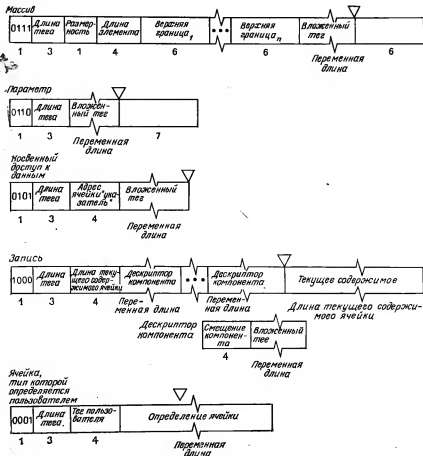 Массив
0111
Длина тега
Размерность
Длина элемента
Верхняя граница1
...
Верхняя границаn
Вложенный тег
1 3 1 4 6 6 6
Переменная длина
Параметр
0110
Длина тега
Вложенный тег
1 3 7
Переменная длина
Косвенный доступ к данным
0101
Длина тега
Адрес ячейки "указатель"
Вложенный тег
1 3 4
Переменная длина
Запись
1000
Длина тега
Длина текущего содержимого ячейки
Дескриптор компонента
...
Дескриптор компонента
Текущее содержимое
1 3 4
Переменная длина
Переменная длина
Длина текущего содержимого ячейки
Дескриптор компонента
Смещение компонента
Вложенный тег
4
Переменная длина
Ячейка, тип которой определяется пользователем
0001
Длина тега.
Тег пользователя
Определение ячейки
1 3 4
Переменная длина